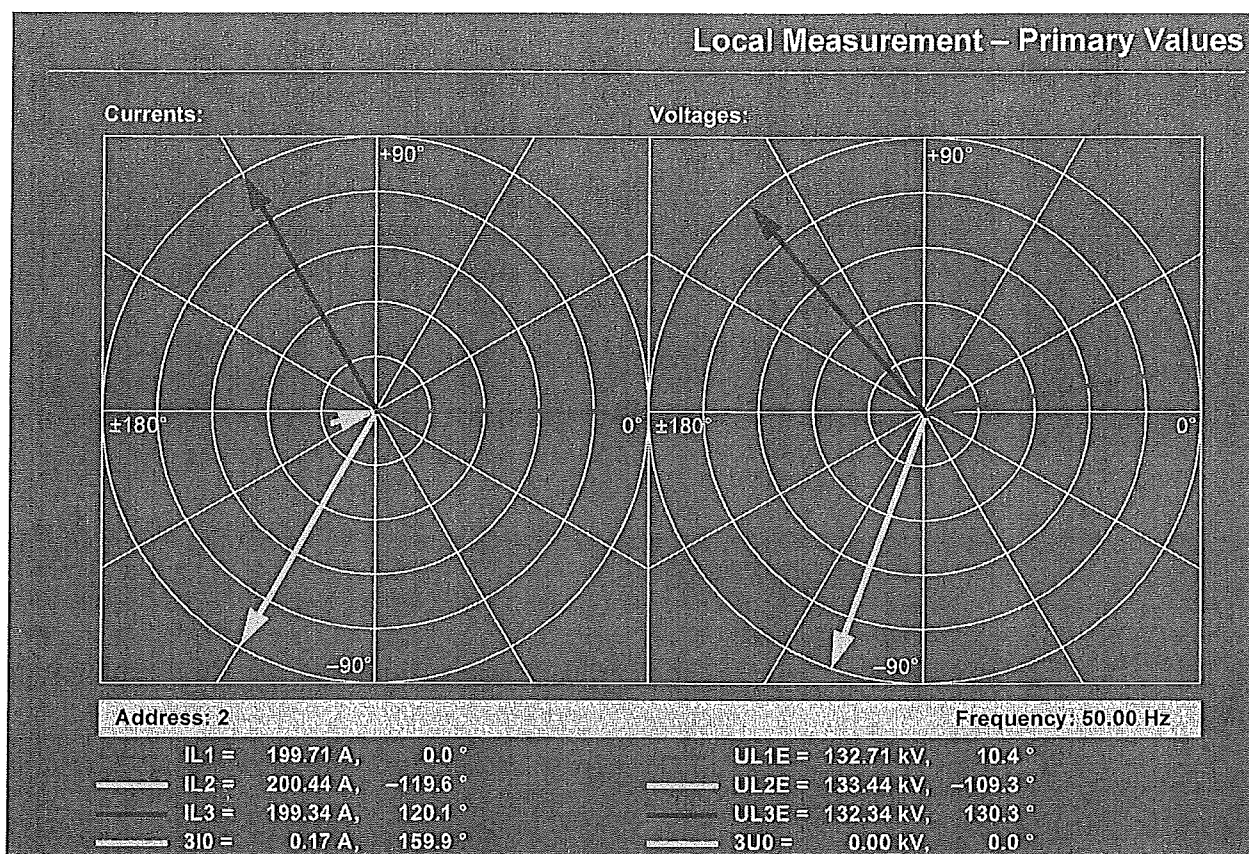 Local Measurement – Primary Values
Currents:
Voltages:
+90°
+90°
±180°
0°
±180°
0°
–90°
–90°
Address: 2
Frequency: 50.00 Hz
IL1 = 199.71 A, 0.0 °
UL1E = 132.71 kV, 10.4 °
IL2 = 200.44 A, –119.6 °
UL2E = 133.44 kV, –109.3 °
IL3 = 199.34 A, 120.1 °
UL3E = 132.34 kV, 130.3 °
3I0 = 0.17 A, 159.9 °
3U0 = 0.00 kV, 0.0 °